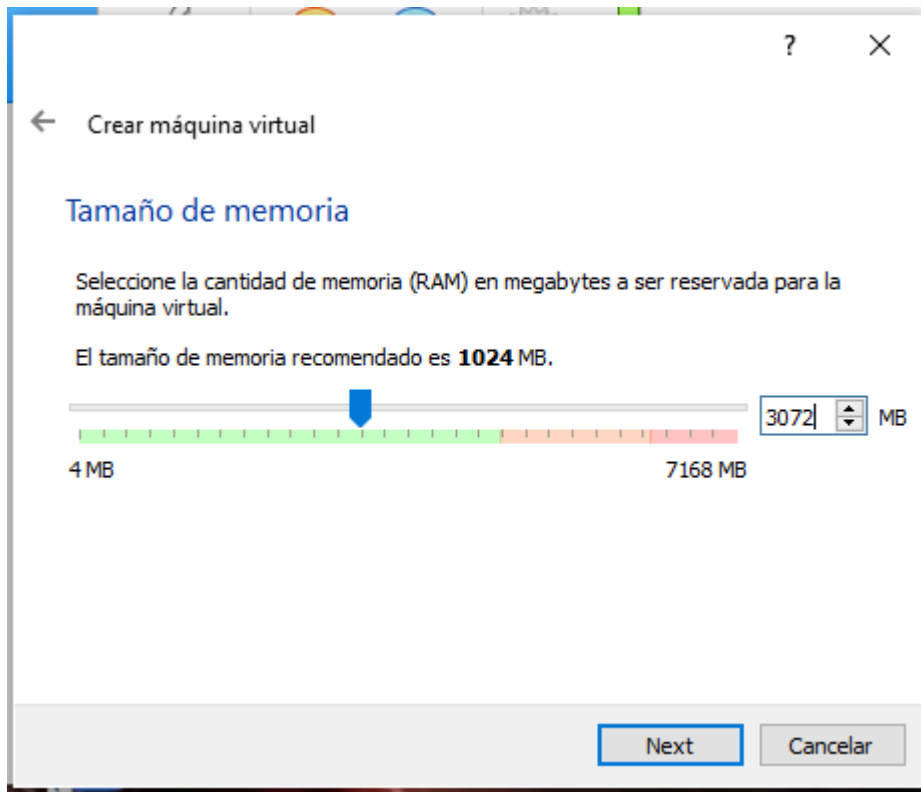 ?
Crear máquina virtual
Tamaño de memoria
Seleccione la cantidad de memoria (RAM) en megabytes a ser reservada para la
máquina virtual.
El tamaño de memoria recomendado es 1024 MB.
3072 MB
4 MB 7168 MB
Next Cancelar